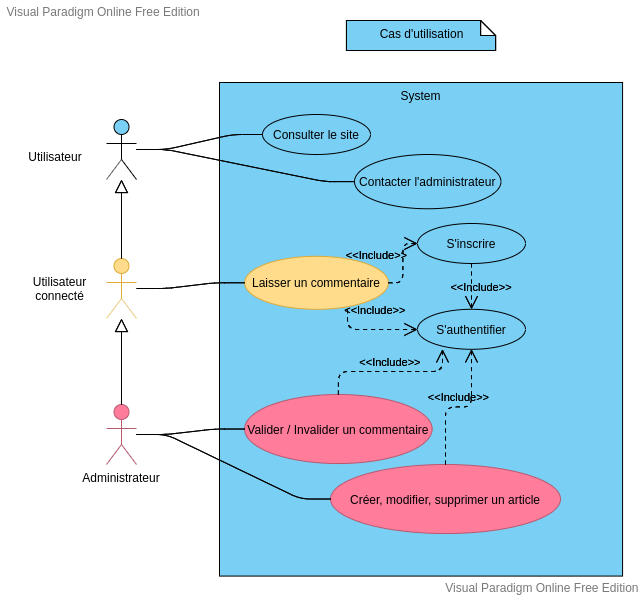 Visual Paradigm Online Free Edition
Cas d'utilisation
System
Consulter le site
Utilisateur
Contacter l'administrateur
S'inscrire
<<Include>>
Utilisateur
connecté
Laisser un commentaire
<<Include>>
<<Include>>
S'authentifier
<<Include>>
<<Include>>
Valider / Invalider un commentaire
Administrateur
Créer, modifier, supprimer un article
Visual Paradigm Online Free Edition